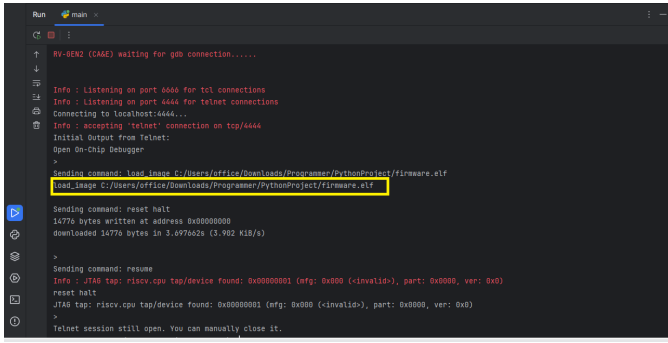 Run main
RV-GEN2 (CA&E) waiting for gdb connection......
Info : Listening on port 6666 for tcl connections
Info : Listening on port 4444 for telnet connections
Connecting to localhost:4444...
Info : accepting 'telnet' connection on tcp/4444
Initial Output from Telnet:
Open On-Chip Debugger
>
Sending command: load_image C:/Users/office/Downloads/Programmer/PythonProject/firmware.elf
load_image C:/Users/office/Downloads/Programmer/PythonProject/firmware.elf
Sending command: reset halt
14776 bytes written at address 0x00000000
downloaded 14776 bytes in 3.697662s (3.902 KiB/s)
>
Sending command: resume
Info : JTAG tap: riscv.cpu tap/device found: 0x00000001 (mfg: 0x000 (<invalid>), part: 0x0000, ver: 0x0)
reset halt
JTAG tap: riscv.cpu tap/device found: 0x00000001 (mfg: 0x000 (<invalid>), part: 0x0000, ver: 0x0)
>
Telnet session still open. You can manually close it.